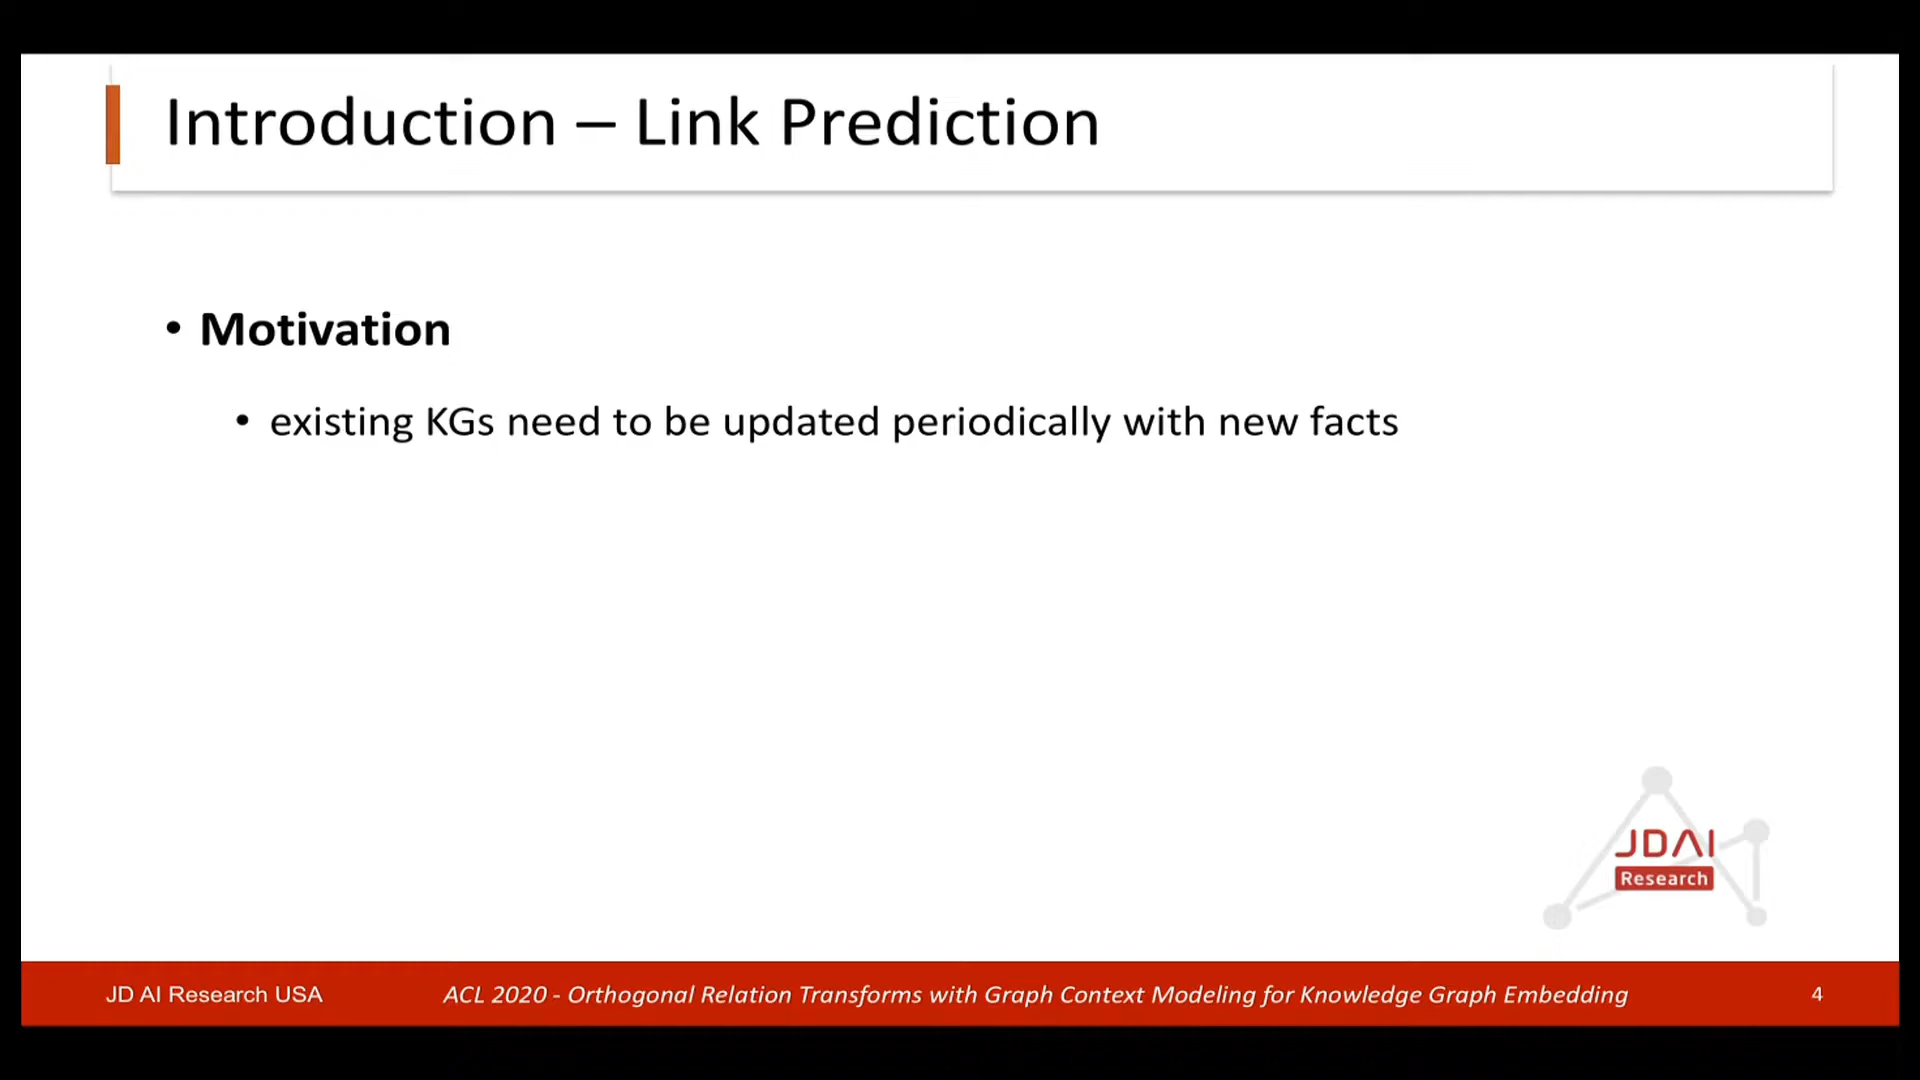 Introduction – Link Prediction
• Motivation
• existing KGs need to be updated periodically with new facts
JDAI
Research
JD AI Research USA
ACL 2020 - Orthogonal Relation Transforms with Graph Context Modeling for Knowledge Graph Embedding
4